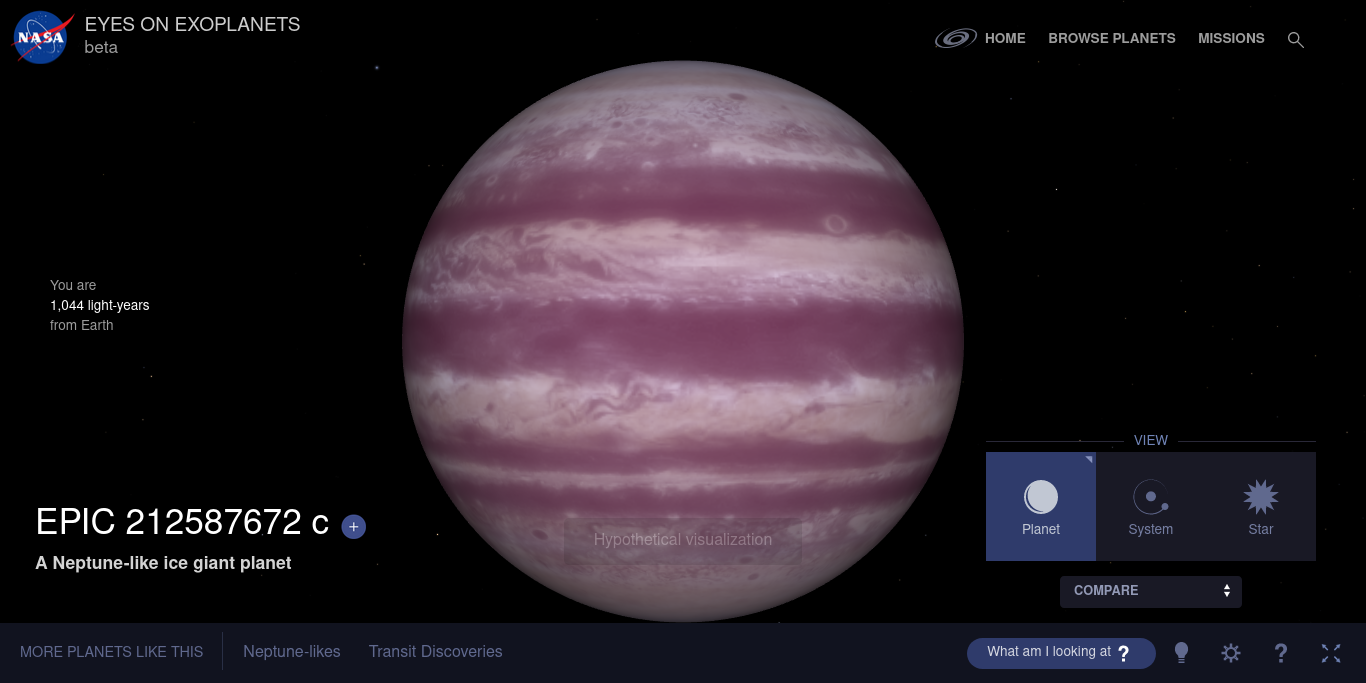 NASA
EYES ON EXOPLANETS
beta
HOME
BROWSE PLANETS
MISSIONS
You are
1,044 light-years
from Earth
VIEW
Planet
System
Star
EPIC 212587672 c +
A Neptune-like ice giant planet
Hypothetical visualization
COMPARE
MORE PLANETS LIKE THIS
Neptune-likes
Transit Discoveries
What am I looking at ?
?